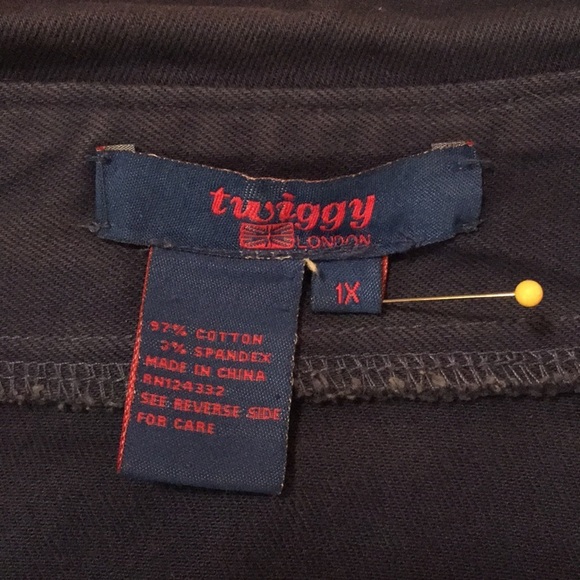 twiggy
LONDON
1X
97% COTTON
3% SPANDEX
MADE IN CHINA
RN124332
SEE REVERSE SIDE
FOR CARE